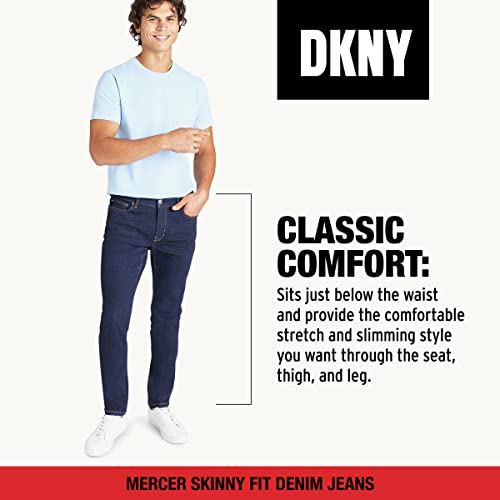 DKNY
CLASSIC
COMFORT:
Sits just below the waist
and provide the comfortable
stretch and slimming style
you want through the seat,
thigh, and leg.
MERCER SKINNY FIT DENIM JEANS